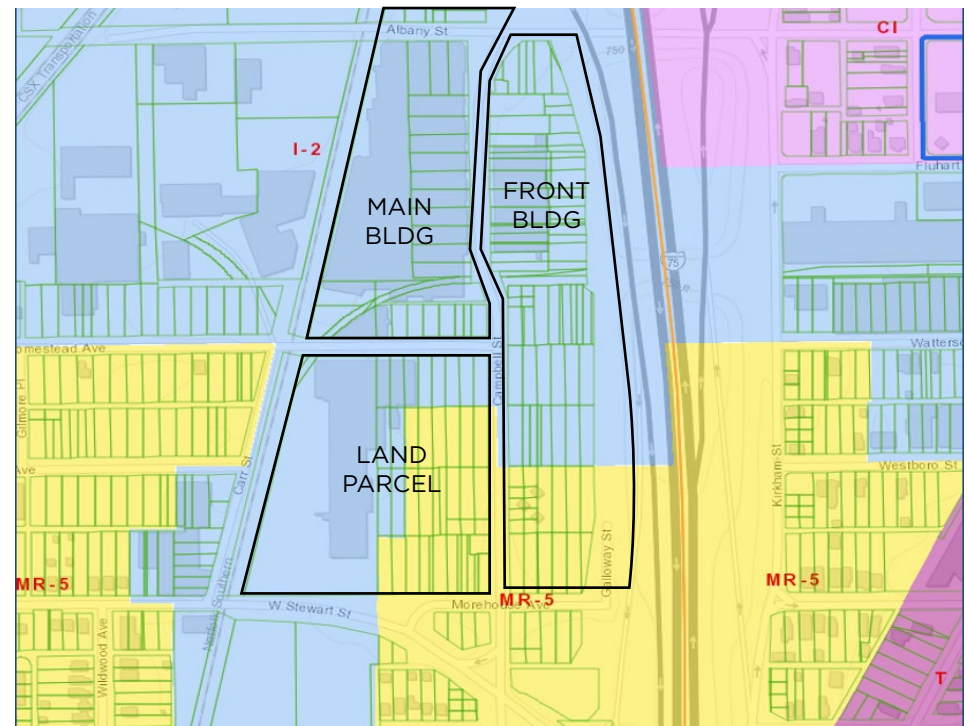 Albany St
750
CI
CSX Transportation
I-2
Fluhart
MAIN
BLDG
FRONT
BLDG
75
Campbell St
omestead Ave
Watterso
Gilmore Pl
LAND
PARCEL
Ave
Carr St
Kirkham St
Westboro St
Galloway St
MR-5
MR-5
MR-5
Morehouse Ave
W Stewart St
Norfolk Southern
Wildwood Ave
T